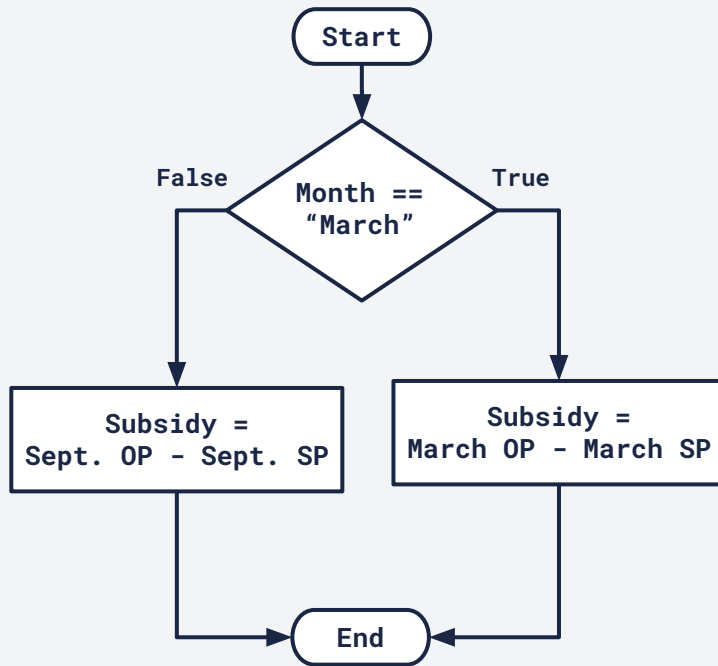 Start
False
True
Month ==
“March”
Subsidy =
Sept. OP – Sept. SP
Subsidy =
March OP – March SP
End